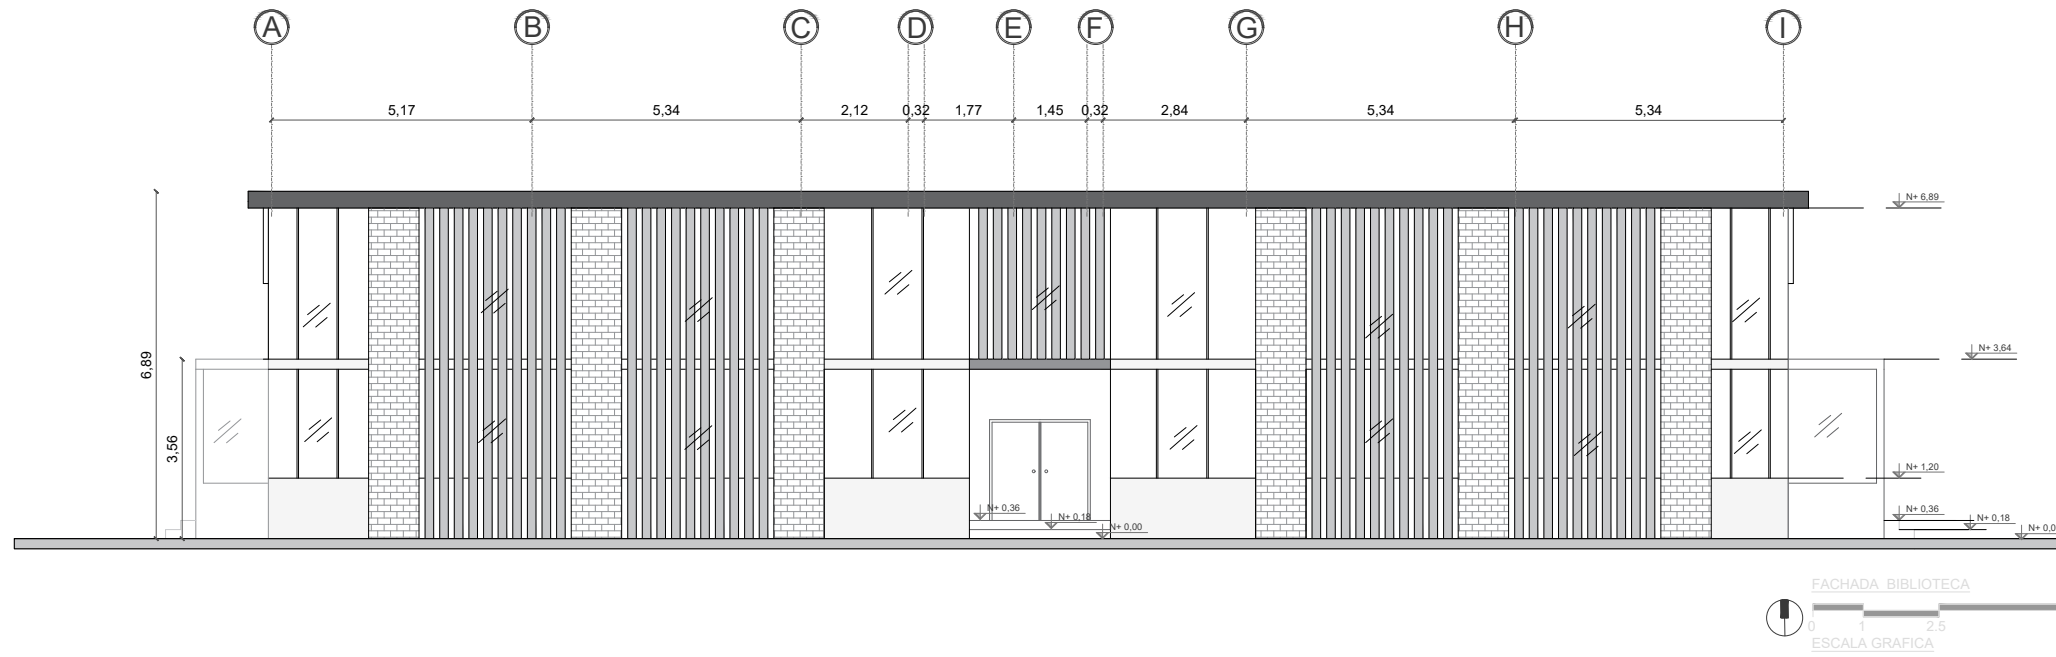 A B C D E F G H I
5,17 5,34 2,12 0,32 1,77 1,45 0,32 2,84 5,34 5,34
N+ 6,89
6,89
N+ 3,64
3,56
N+ 1,20
N+ 0,36
N+ 0,18
N+ 0,00
N+ 0,36
N+ 0,18
N+ 0,0
FACHADA BIBLIOTECA
0 1 2.5
ESCALA GRAFICA